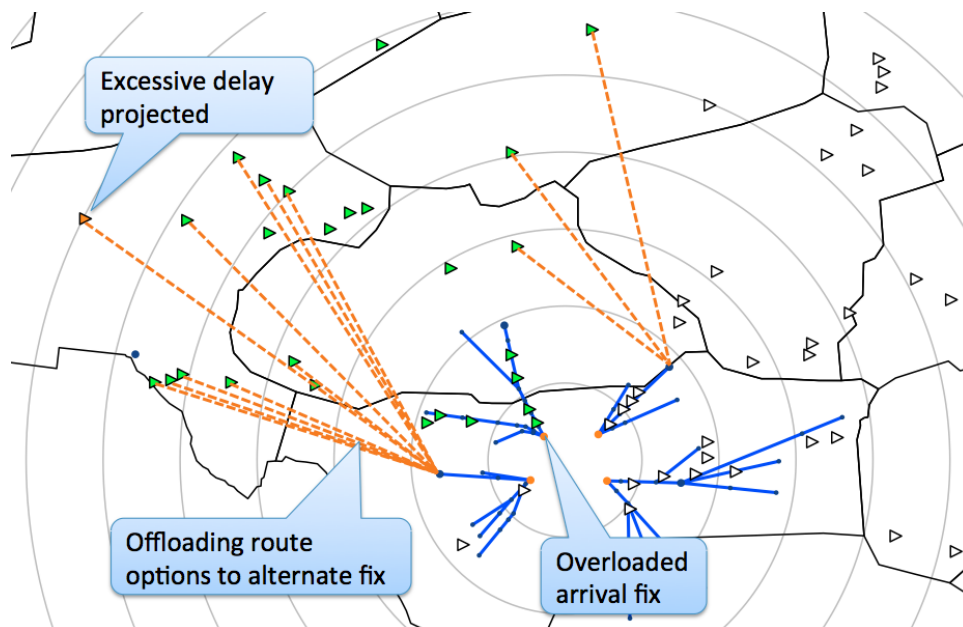 Excessive delay
projected
Offloading route
options to alternate fix
Overloaded
arrival fix